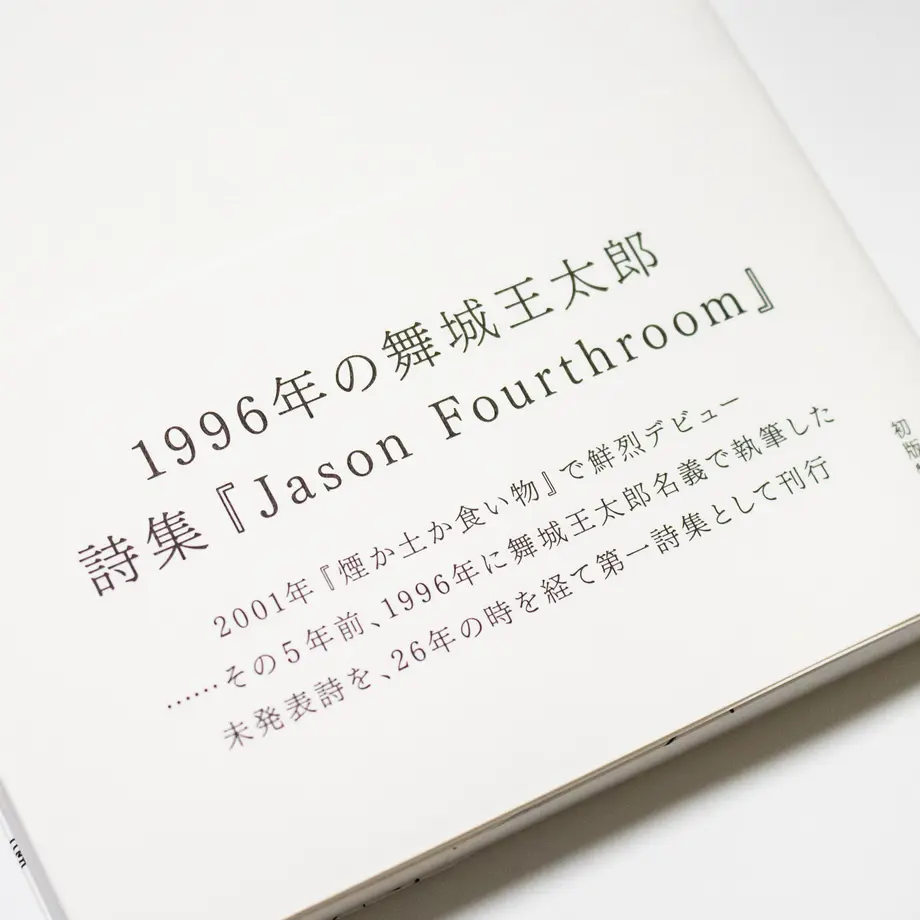 1996年の舞城王太郎
詩集『Jason Fourthroom』
2001年『煙か土か食い物』で鮮烈デビュー
……その5年前、1996年に舞城王太郎名義で執筆した
未発表詩を、26年の時を経て第一詩集として刊行
初版